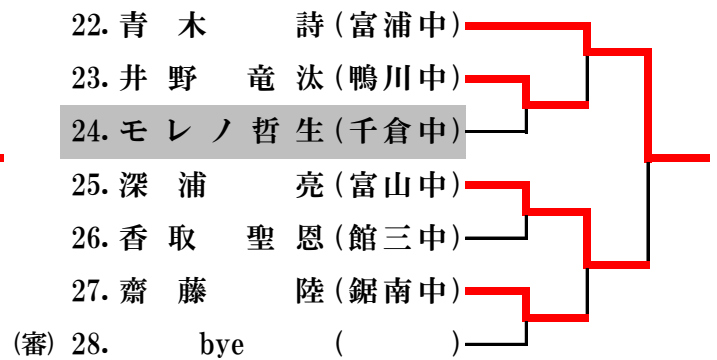 22. 青木 詩 (富浦中)
23. 井野 竜汰 (鴨川中)
24. モレノ哲生 (千倉中)
25. 深浦 亮 (富山中)
26. 香取 聖恩 (館三中)
27. 齋藤 陸 (鋸南中)
(審) 28. bye ( )